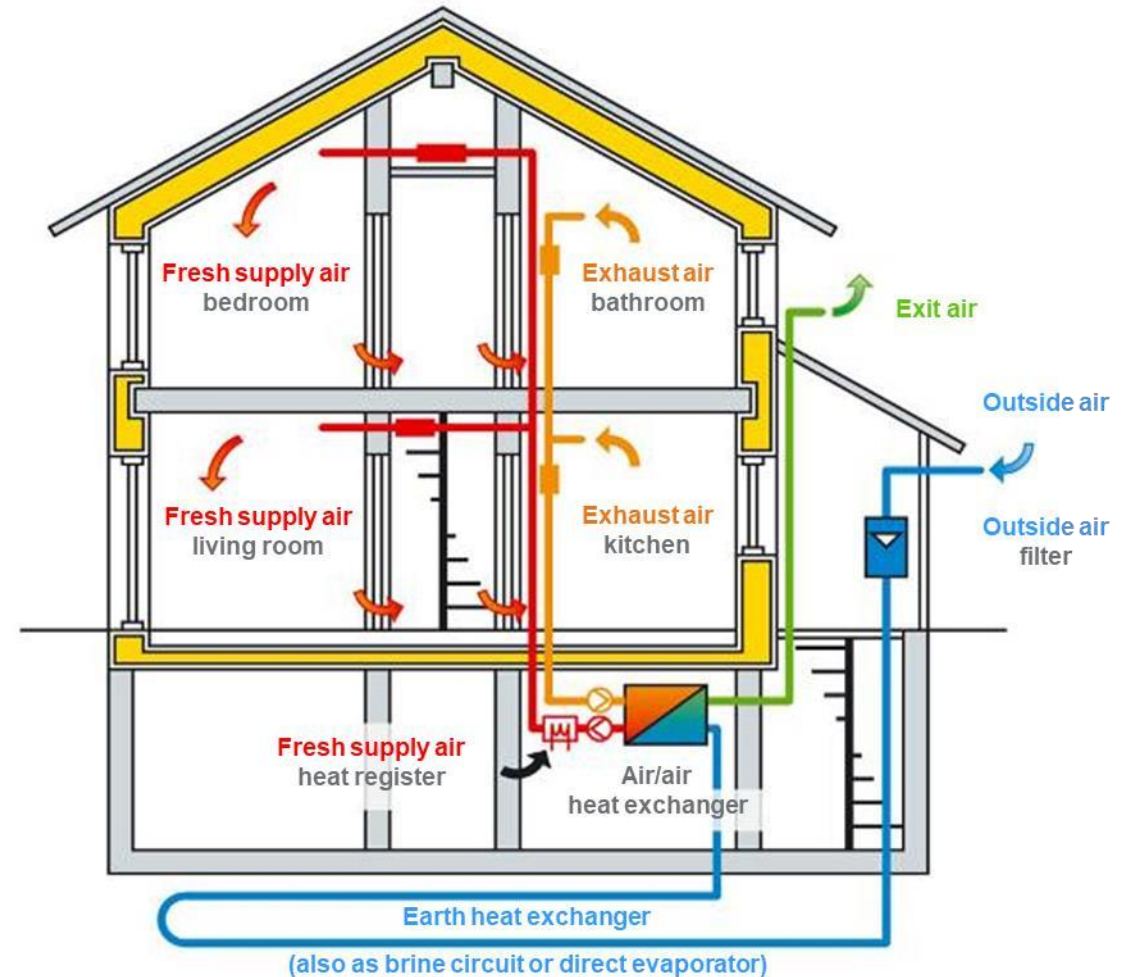 Fresh supply air
bedroom
Exhaust air
bathroom
Exit air
Outside air
Fresh supply air
living room
Exhaust air
kitchen
Outside air
filter
Fresh supply air
heat register
Air/air
heat exchanger
Earth heat exchanger
(also as brine circuit or direct evaporator)